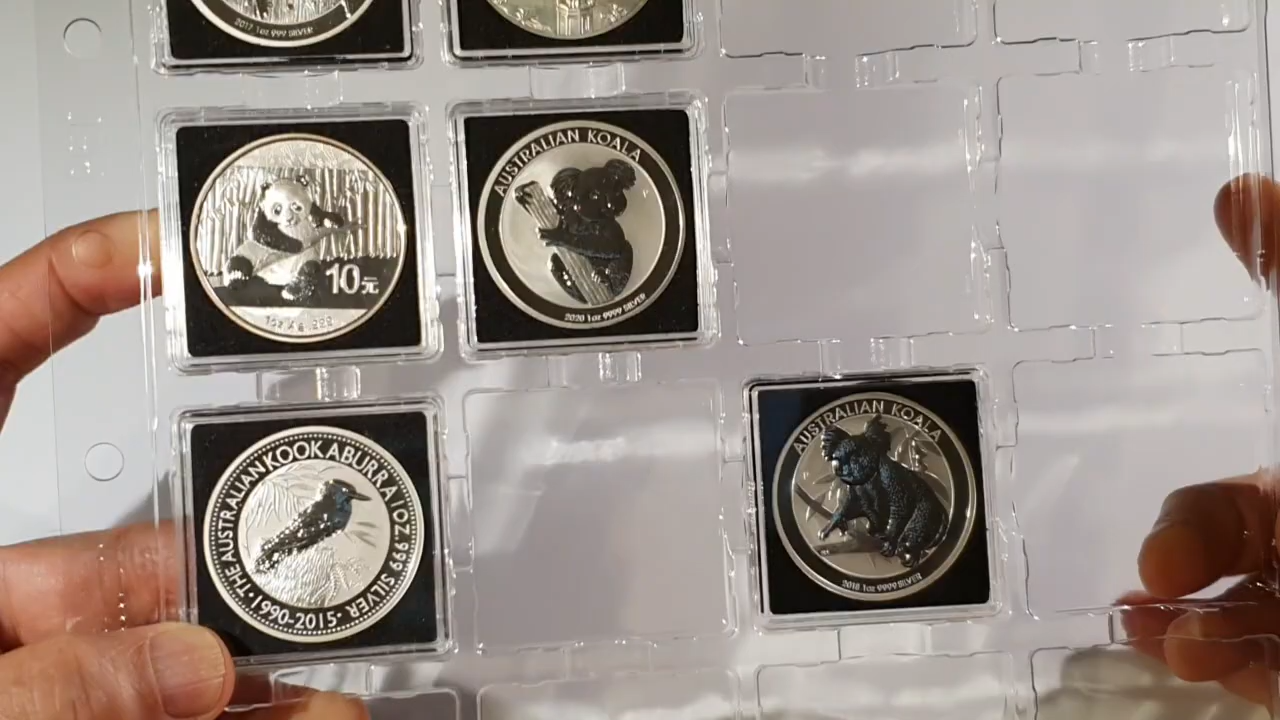 2017 1oz 999 SILVER
10元
1oz Ag .999
AUSTRALIAN KOALA
2020 1oz 9999 SILVER
·THE AUSTRALIAN KOOKABURRA 1 OZ. 999 SILVER·
1990-2015
AUSTRALIAN KOALA
2018 1oz 9999 SILVER